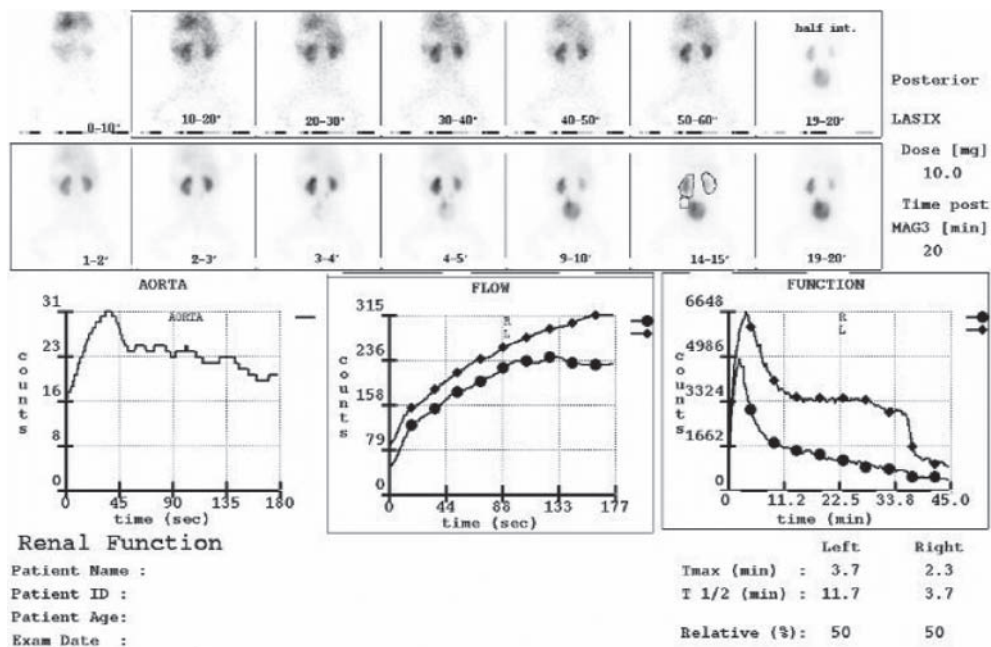 half int.
0-10"
10-20"
20-30"
30-40"
40-50"
50-60"
19-20"
Posterior
LASIX
Dose [mg]
10.0
Time post
MAG3 [min]
20
1-2'
2-3'
3-4'
4-5'
9-10'
14-15'
19-20'
AORTA
31
23
16
8
0
counts
AORTA
0 45 90 135 180
time (sec)
FLOW
315
236
158
79
0
counts
R
L
0 44 88 133 177
time (sec)
FUNCTION
6648
4986
3324
1662
0
counts
R
L
0 11.2 22.5 33.8 45.0
time (min)
Renal Function
Patient Name :
Patient ID :
Patient Age:
Exam Date :
Left Right
Tmax (min) : 3.7 2.3
T 1/2 (min) : 11.7 3.7
Relative (%): 50 50